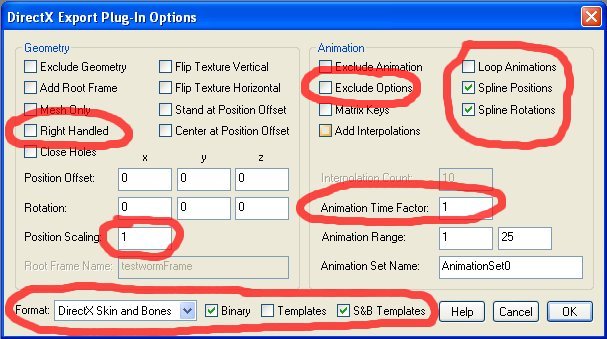 DirectX Export Plug-In Options
Geometry
Exclude Geometry Flip Texture Vertical
Add Root Frame Flip Texture Horizontal
Mesh Only Stand at Position Offset
Right Handled Center at Position Offset
Close Holes
x y z
Position Offset: 0 0 0
Rotation: 0 0 0
Position Scaling: 1
Root Frame Name: testwormFrame
Animation
Exclude Animation Loop Animations
Exclude Options Spline Positions
Matrix Keys Spline Rotations
Add Interpolations
Interpolation Count: 10
Animation Time Factor: 1
Animation Range: 1 25
Animation Set Name: AnimationSet0
Format: DirectX Skin and Bones Binary Templates S&B Templates Help Cancel OK